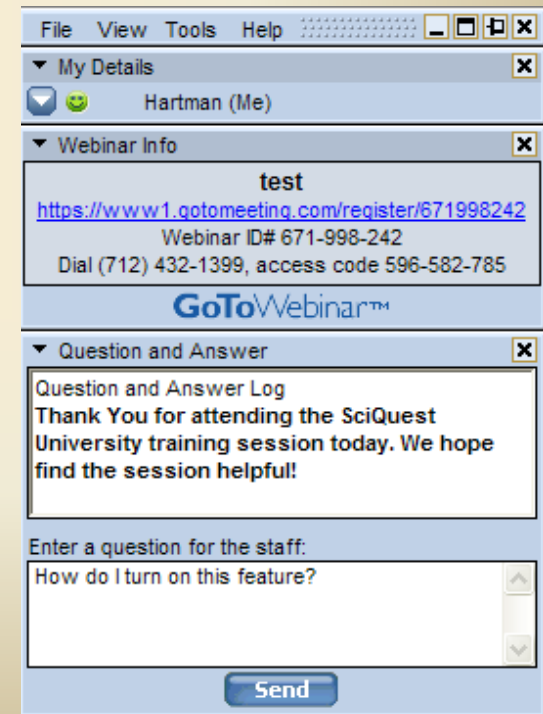 File View Tools Help
My Details
Hartman (Me)
Webinar Info
test
https://www1.gotomeeting.com/register/671998242
Webinar ID# 671-998-242
Dial (712) 432-1399, access code 596-582-785
GoToWebinar™
Question and Answer
Question and Answer Log
Thank You for attending the SciQuest
University training session today. We hope
find the session helpful!
Enter a question for the staff:
How do I turn on this feature?
Send